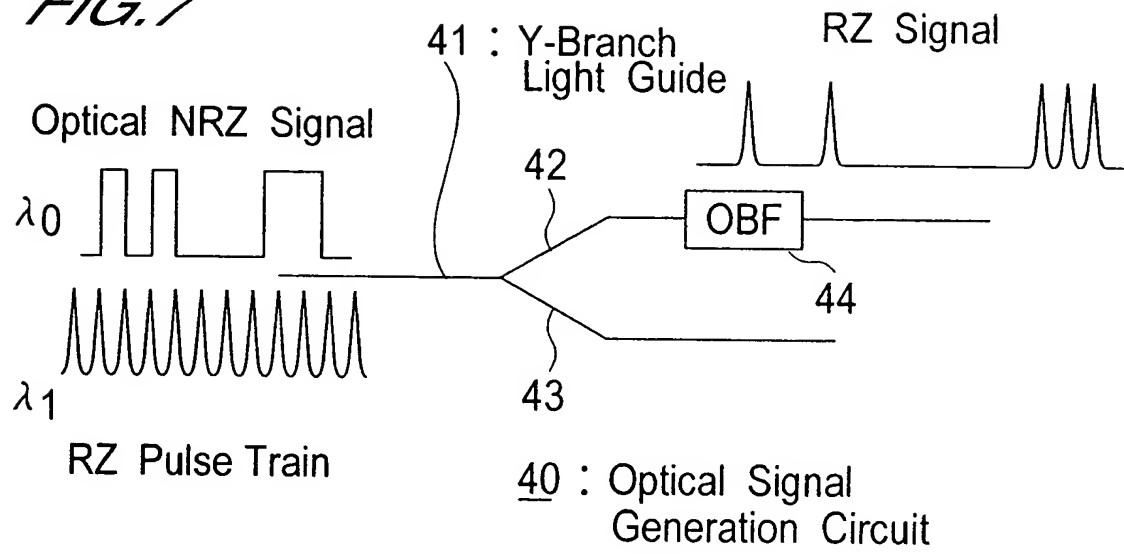 FIG.7
41 : Y-Branch
Light Guide
RZ Signal
Optical NRZ Signal
λ0
42
OBF
44
λ1
43
RZ Pulse Train
40 : Optical Signal
Generation Circuit